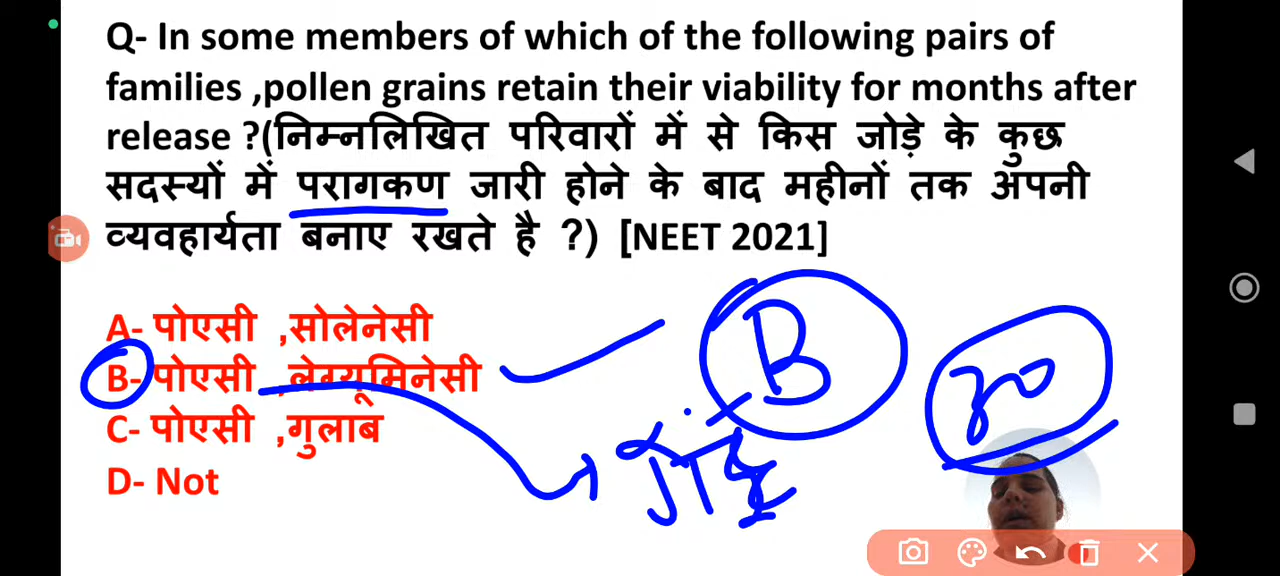 Q- In some members of which of the following pairs of
families ,pollen grains retain their viability for months after
release ?(निम्नलिखित परिवारों में से किस जोड़े के कुछ
सदस्यों में परागकण जारी होने के बाद महीनों तक अपनी
व्यवहार्यता बनाए रखते है ?) [NEET 2021]
A- पोएसी ,सोलेनेसी
B- पोएसी ,लेग्यूमिनेसी
C- पोएसी ,गुलाब
D- Not
B